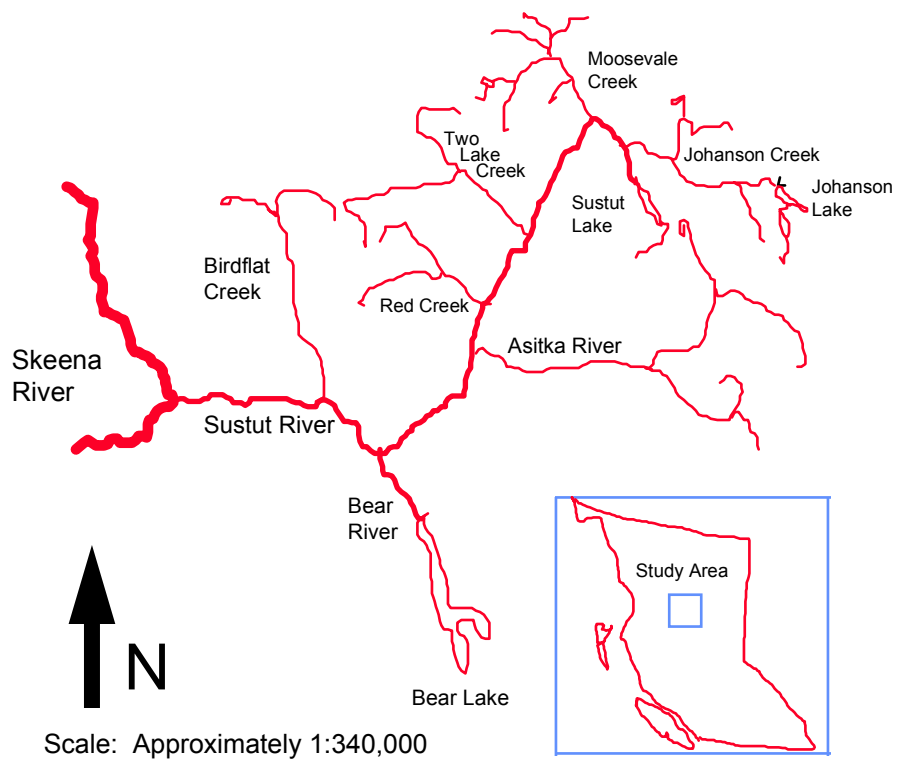 Moosevale
Creek
Two
Lake
Creek
Johanson Creek
Johanson
Lake
Sustut
Lake
Birdflat
Creek
Red Creek
Asitka River
Skeena
River
Sustut River
Bear
River
Study Area
N
Bear Lake
Scale: Approximately 1:340,000